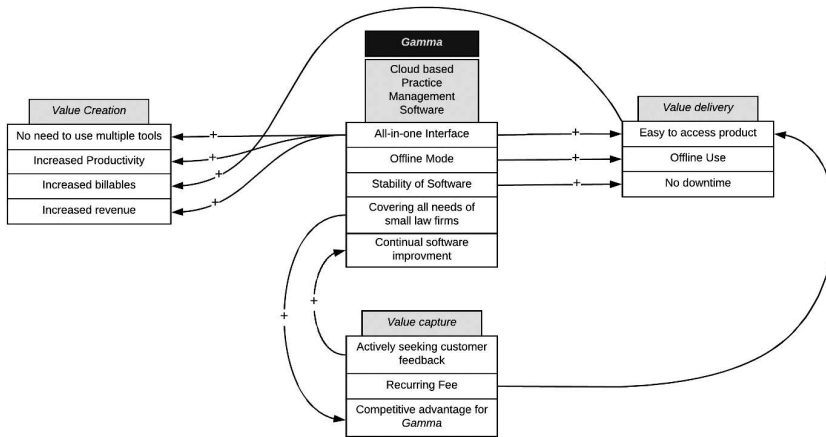 Gamma
Cloud based
Practice
Management
Software
All-in-one Interface
Offline Mode
Stability of Software
Covering all needs of
small law firms
Continual software
improvment
Value Creation
No need to use multiple tools
Increased Productivity
Increased billables
Increased revenue
Value delivery
Easy to access product
Offline Use
No downtime
Value capture
Actively seeking customer
feedback
Recurring Fee
Competitive advantage for
Gamma
+
+
+
+
+
+
+
+
+